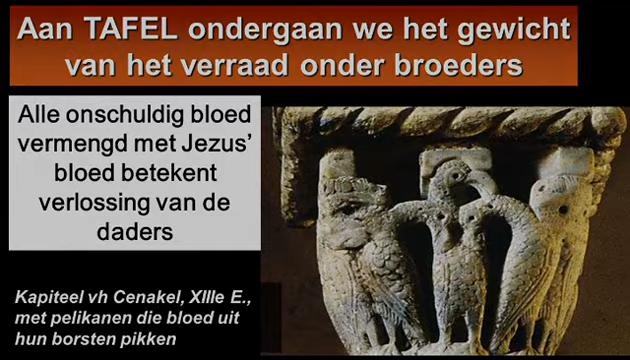 Aan TAFEL ondergaan we het gewicht
van het verraad onder broeders
Alle onschuldig bloed
vermengd met Jezus’
bloed betekent
verlossing van de
daders
Kapiteel vh Cenakel, XIIIe E.,
met pelikanen die bloed uit
hun borsten pikken